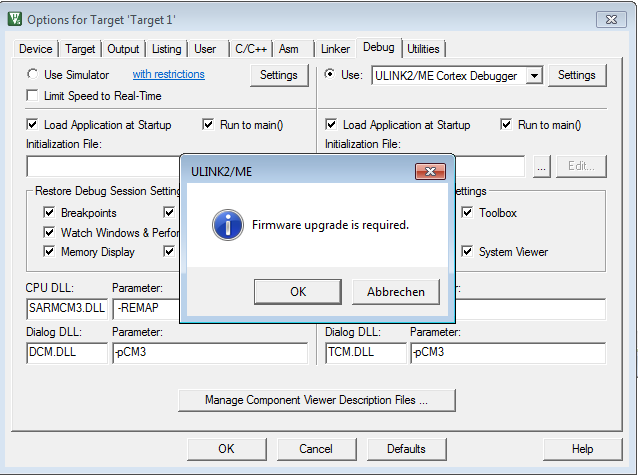 Options for Target 'Target 1'
Device Target Output Listing User C/C++ Asm Linker Debug Utilities
Use Simulator with restrictions Settings Use: ULINK2/ME Cortex Debugger Settings
Limit Speed to Real-Time
Load Application at Startup Run to main() Load Application at Startup Run to main()
Initialization File: Initialization File:
... Edit...
ULINK2/ME
Firmware upgrade is required.
OK Abbrechen
Restore Debug Session Setting ettings
Breakpoints Toolbox
Watch Windows & Perfor
Memory Display System Viewer
CPU DLL: Parameter:
SARMCM3.DLL -REMAP
Dialog DLL: Parameter: Dialog DLL: Parameter:
DCM.DLL -pCM3 TCM.DLL -pCM3
Manage Component Viewer Description Files ...
OK Cancel Defaults Help